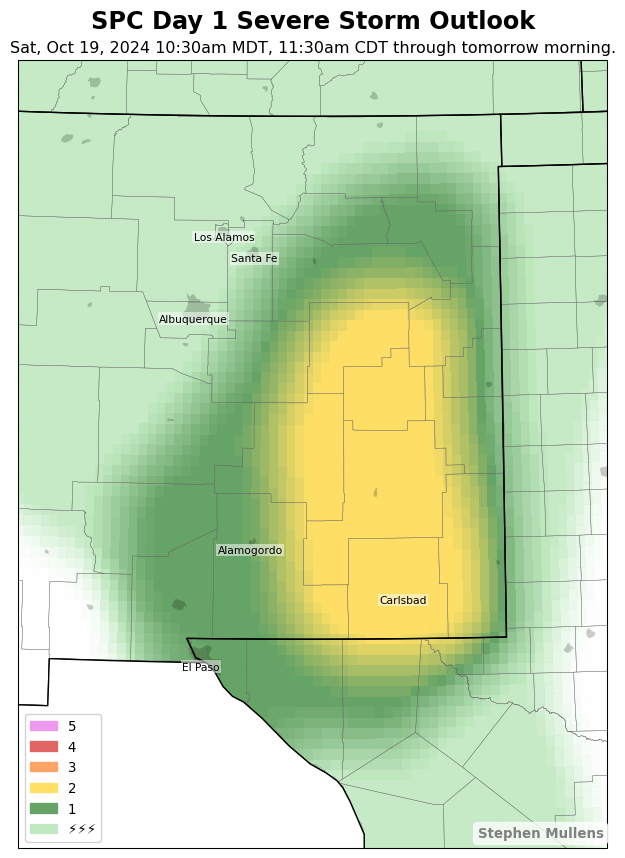 SPC Day 1 Severe Storm Outlook
Sat, Oct 19, 2024 10:30am MDT, 11:30am CDT through tomorrow morning.
Los Alamos
Santa Fe
Albuquerque
Alamogordo
Carlsbad
El Paso
5
4
3
2
1
⚡⚡⚡
Stephen Mullens